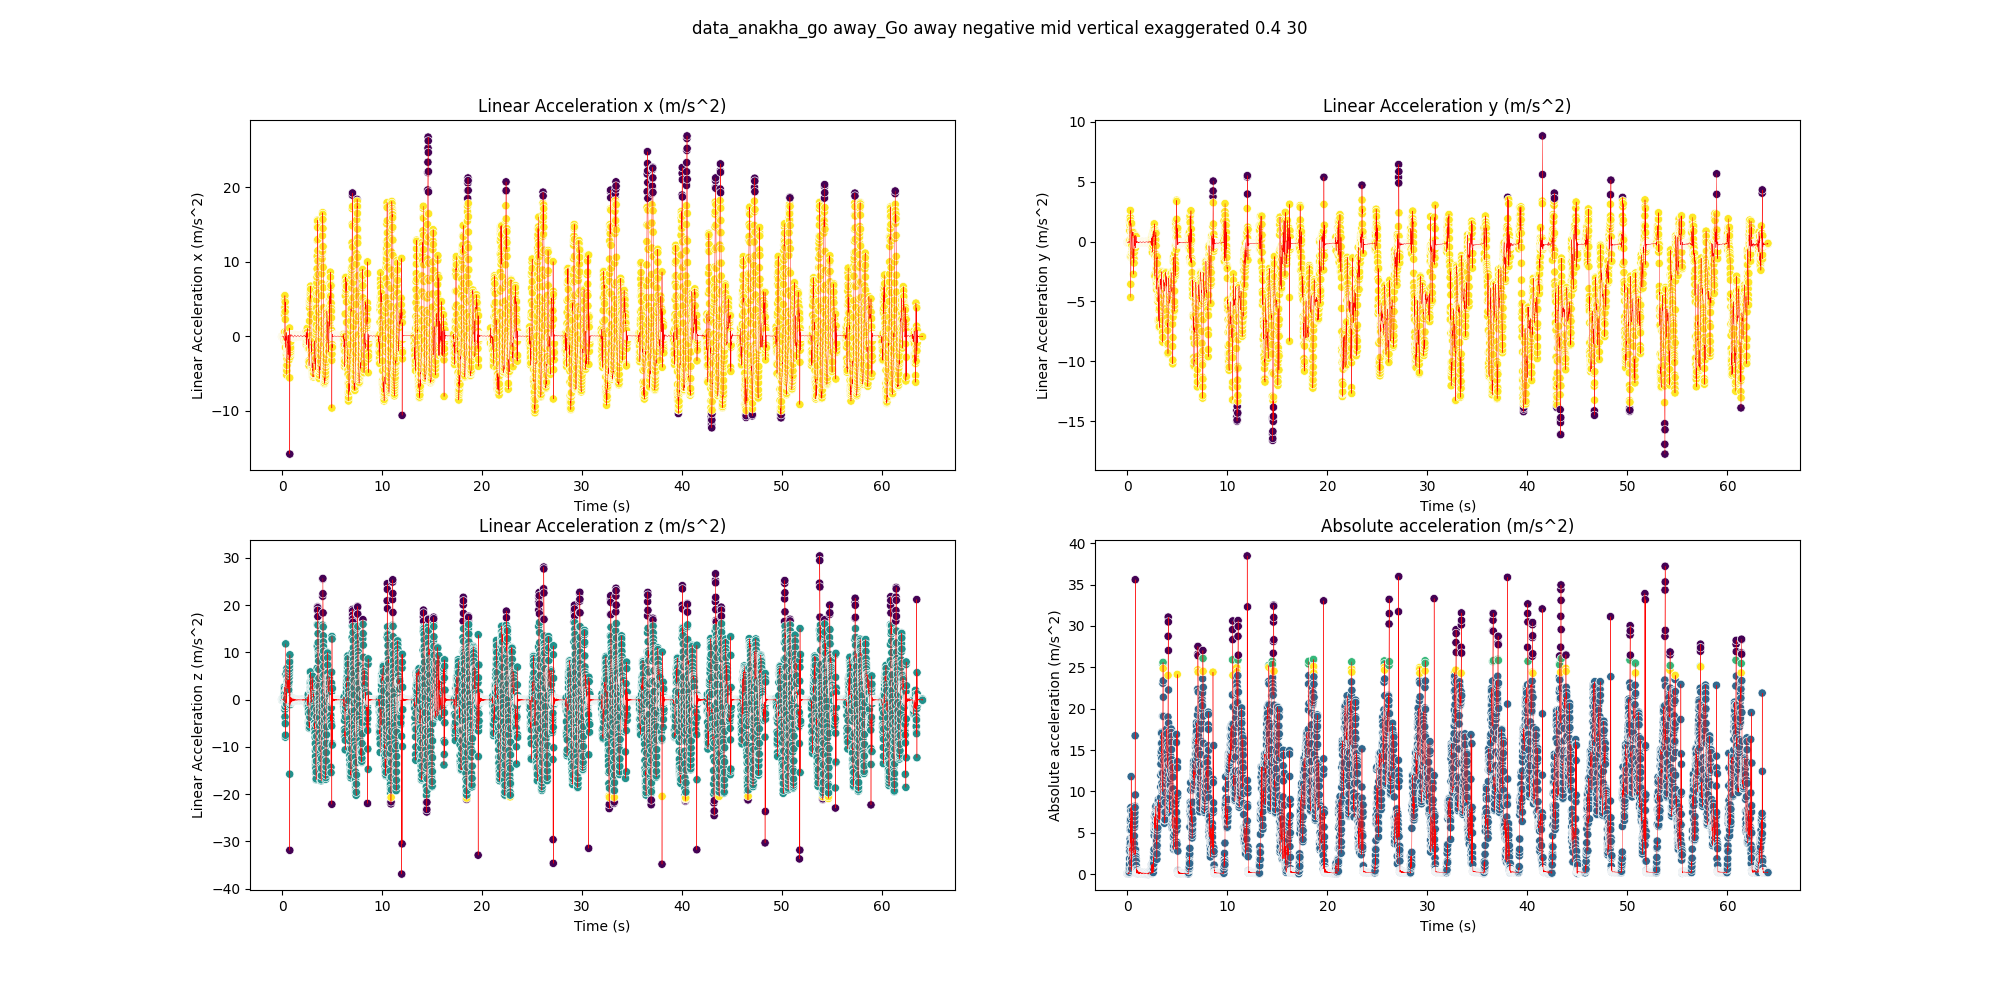 data_anakha_go away_Go away negative mid vertical exaggerated 0.4 30
Linear Acceleration x (m/s^2)
Linear Acceleration x (m/s^2)
20
10
0
−10
0 10 20 30 40 50 60
Time (s)
Linear Acceleration y (m/s^2)
Linear Acceleration y (m/s^2)
10
5
0
−5
−10
−15
0 10 20 30 40 50 60
Time (s)
Linear Acceleration z (m/s^2)
Linear Acceleration z (m/s^2)
30
20
10
0
−10
−20
−30
−40
0 10 20 30 40 50 60
Time (s)
Absolute acceleration (m/s^2)
Absolute acceleration (m/s^2)
40
35
30
25
20
15
10
5
0
0 10 20 30 40 50 60
Time (s)